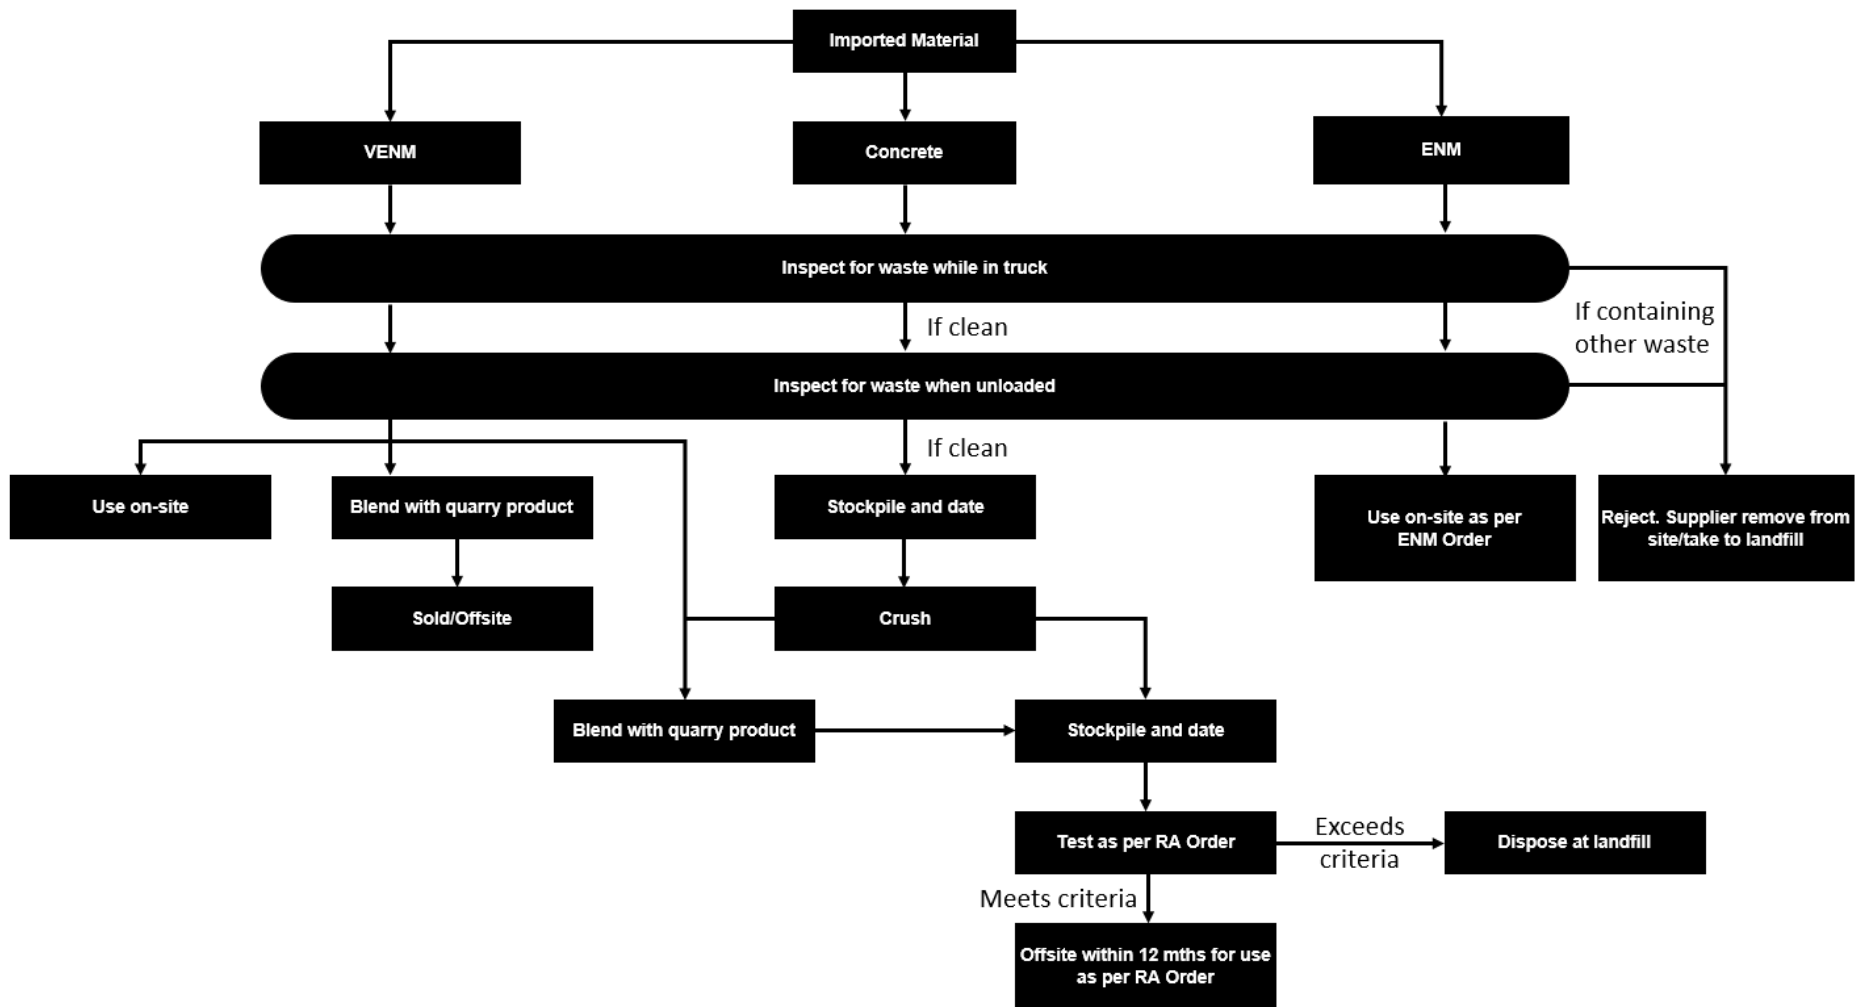 Imported Material
VENM
Concrete
ENM
Inspect for waste while in truck
If clean
If containing
other waste
Inspect for waste when unloaded
If clean
Use on-site
Blend with quarry product
Stockpile and date
Use on-site as per
ENM Order
Reject. Supplier remove from
site/take to landfill
Sold/Offsite
Crush
Blend with quarry product
Stockpile and date
Test as per RA Order
Exceeds
criteria
Dispose at landfill
Meets criteria
Offsite within 12 mths for use
as per RA Order